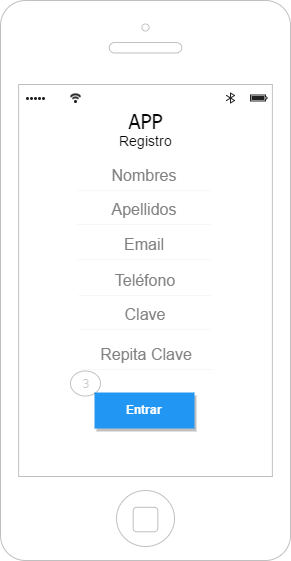 APP
Registro
Nombres
Apellidos
Email
Teléfono
Clave
Repita Clave
3
Entrar